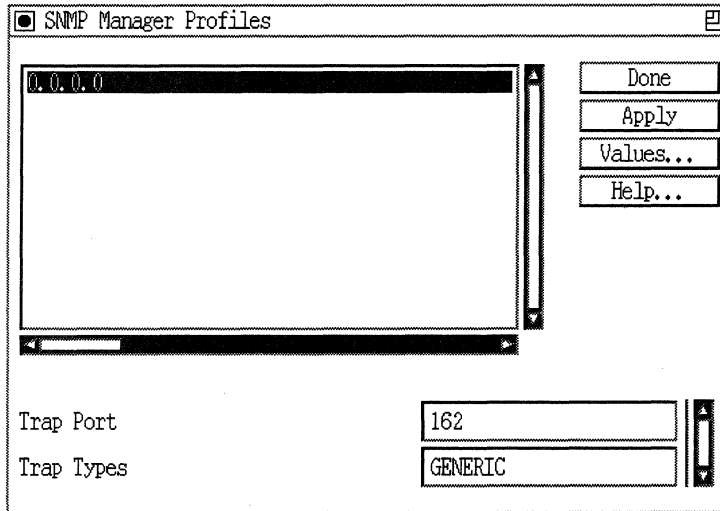 SNMP Manager Profiles
0.0.0.0
Done
Apply
Values...
Help...
Trap Port
162
Trap Types
GENERIC